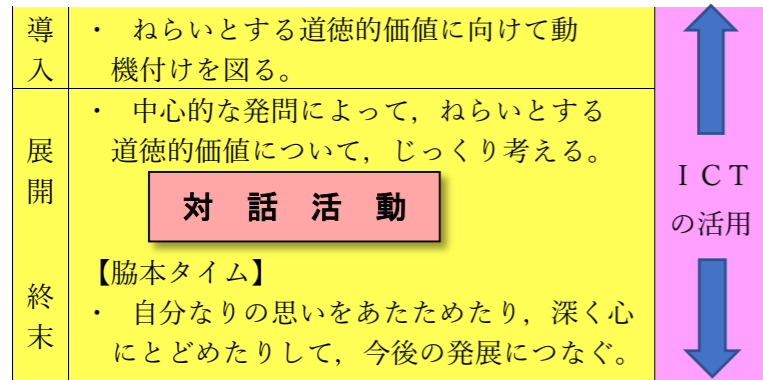 導入
・ ねらいとする道徳的価値に向けて動
機付けを図る。
展開
・ 中心的な発問によって，ねらいとする
道徳的価値について，じっくり考える。
対 話 活 動
終末
【脇本タイム】
・ 自分なりの思いをあたためたり，深く心
にとどめたりして，今後の発展につなぐ。
ＩＣＴ
の活用